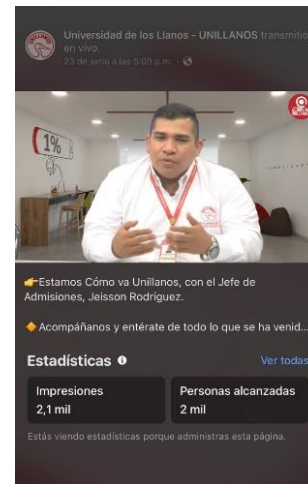 Universidad de los Llanos - UNILLANOS transmitió
en vivo.
23 de junio a las 5:09 p.m. ·
1%
👉Estamos Cómo va Unillanos, con el Jefe de
Admisiones, Jeisson Rodríguez.
🔸Acompáñanos y entérate de todo lo que se ha venid...
Estadísticas
Ver todas
Impresiones
Personas alcanzadas
2,1 mil
2 mil
Estás viendo estadísticas porque administras esta página.